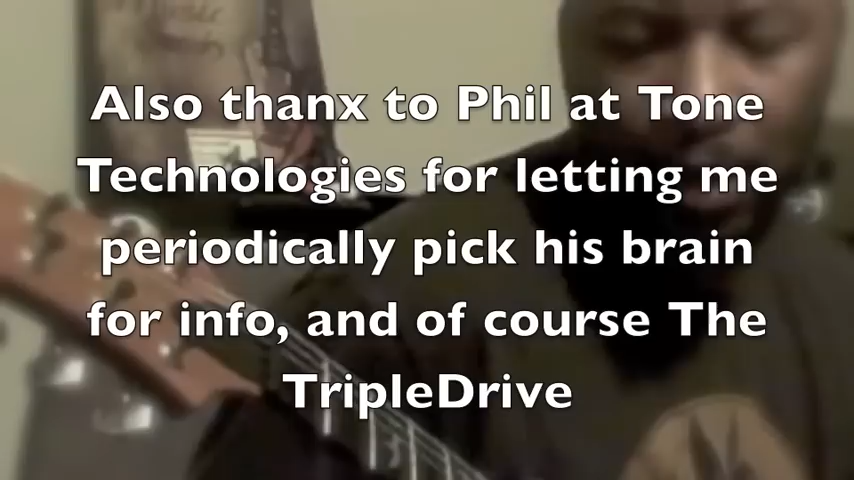 Also thanx to Phil at Tone
Technologies for letting me
periodically pick his brain
for info, and of course The
TripleDrive